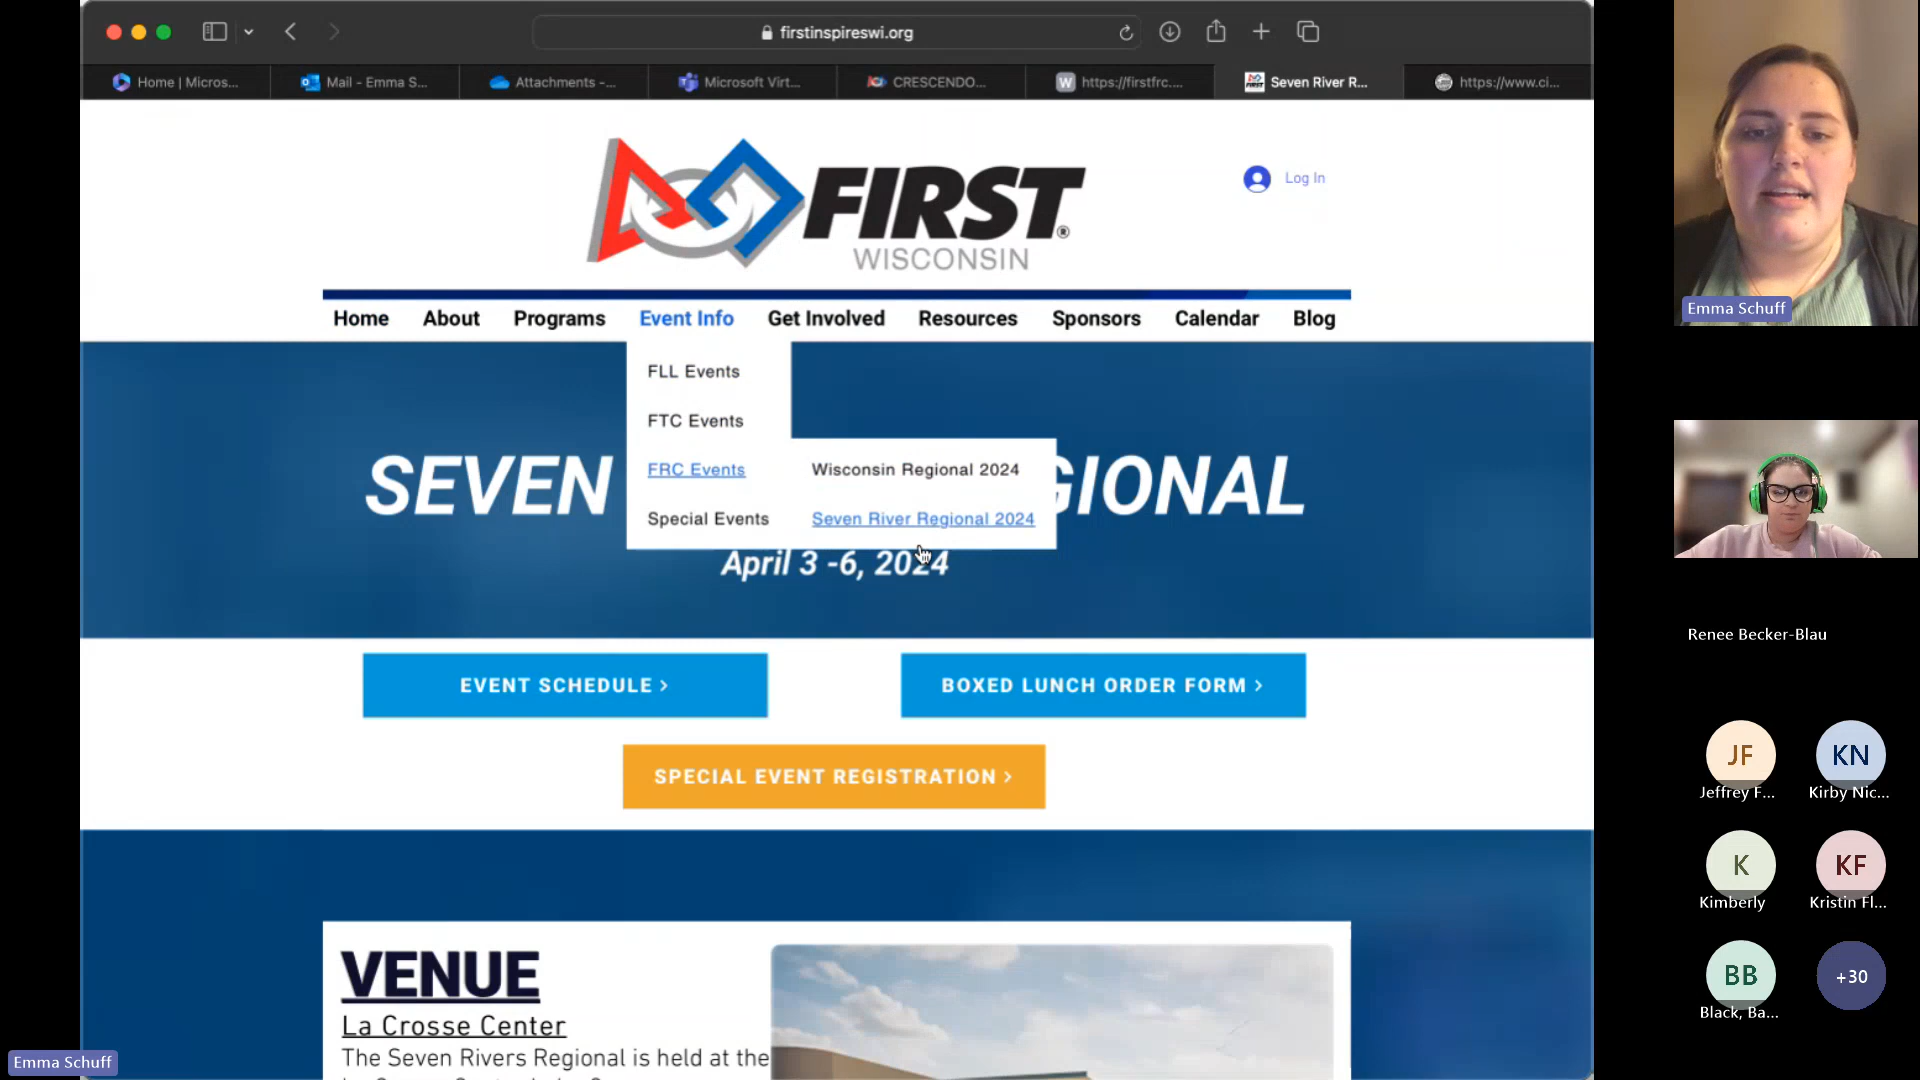 firstinspireswi.org
Home | Micros...
Mail - Emma S...
Attachments -...
Microsoft Virt...
CRESCENDO...
W
https://firstfrc....
FIRST
Seven River R...
https://www.ci...
FIRST®
WISCONSIN
Log In
Home About Programs Event Info Get Involved Resources Sponsors Calendar Blog
FLL Events
FTC Events
FRC Events
Wisconsin Regional 2024
Special Events
Seven River Regional 2024
SEVEN GIONAL
April 3 -6, 2024
EVENT SCHEDULE >
BOXED LUNCH ORDER FORM >
SPECIAL EVENT REGISTRATION >
VENUE
La Crosse Center
The Seven Rivers Regional is held at the
Emma Schuff
Emma Schuff
Renee Becker-Blau
JF
Jeffrey F...
KN
Kirby Nic...
K
Kimberly
KF
Kristin Fl...
BB
Black, Ba...
+30